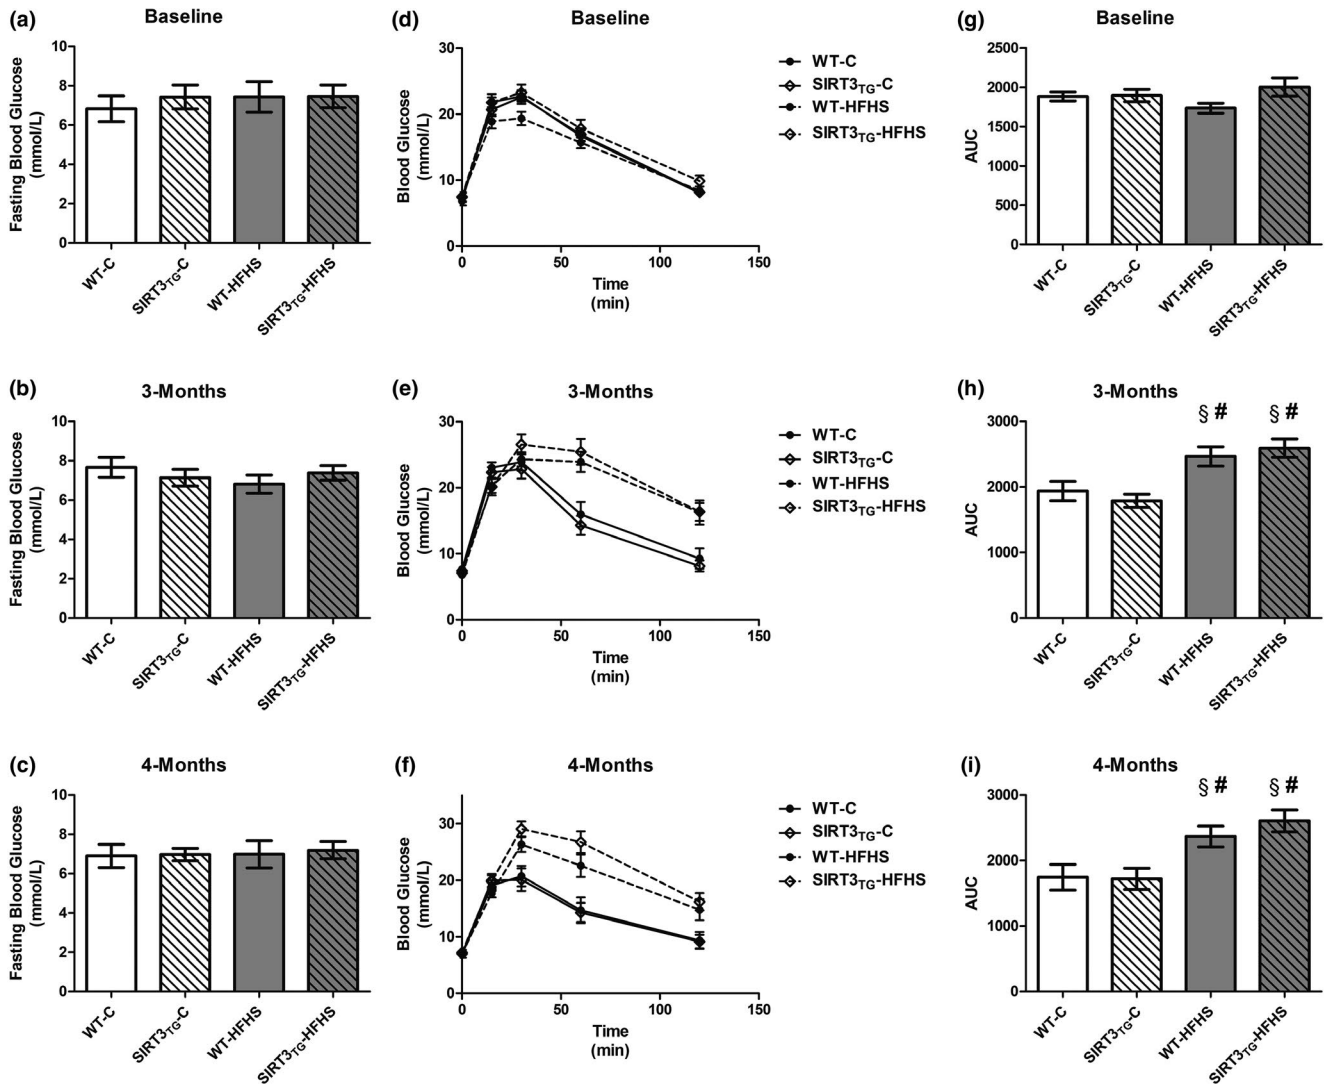 (a) Baseline
Fasting Blood Glucose
(mmol/L)
10
8
6
4
2
0
WT-C
SIRT3TG-C
WT-HFHS
SIRT3TG-HFHS
(d) Baseline
Blood Glucose
(mmol/L)
30
20
10
0
0 50 100 150
Time
(min)
WT-C
SIRT3TG-C
WT-HFHS
SIRT3TG-HFHS
(g) Baseline
AUC
2500
2000
1500
1000
500
0
WT-C
SIRT3TG-C
WT-HFHS
SIRT3TG-HFHS
(b) 3-Months
Fasting Blood Glucose
(mmol/L)
10
8
6
4
2
0
WT-C
SIRT3TG-C
WT-HFHS
SIRT3TG-HFHS
(e) 3-Months
Blood Glucose
(mmol/L)
30
20
10
0
0 50 100 150
Time
(min)
WT-C
SIRT3TG-C
WT-HFHS
SIRT3TG-HFHS
(h) 3-Months
§ # § #
AUC
3000
2000
1000
0
WT-C
SIRT3TG-C
WT-HFHS
SIRT3TG-HFHS
(c) 4-Months
Fasting Blood Glucose
(mmol/L)
10
8
6
4
2
0
WT-C
SIRT3TG-C
WT-HFHS
SIRT3TG-HFHS
(f) 4-Months
Blood Glucose
(mmol/L)
30
20
10
0
0 50 100 150
Time
(min)
WT-C
SIRT3TG-C
WT-HFHS
SIRT3TG-HFHS
(i) 4-Months
§ # § #
AUC
3000
2000
1000
0
WT-C
SIRT3TG-C
WT-HFHS
SIRT3TG-HFHS